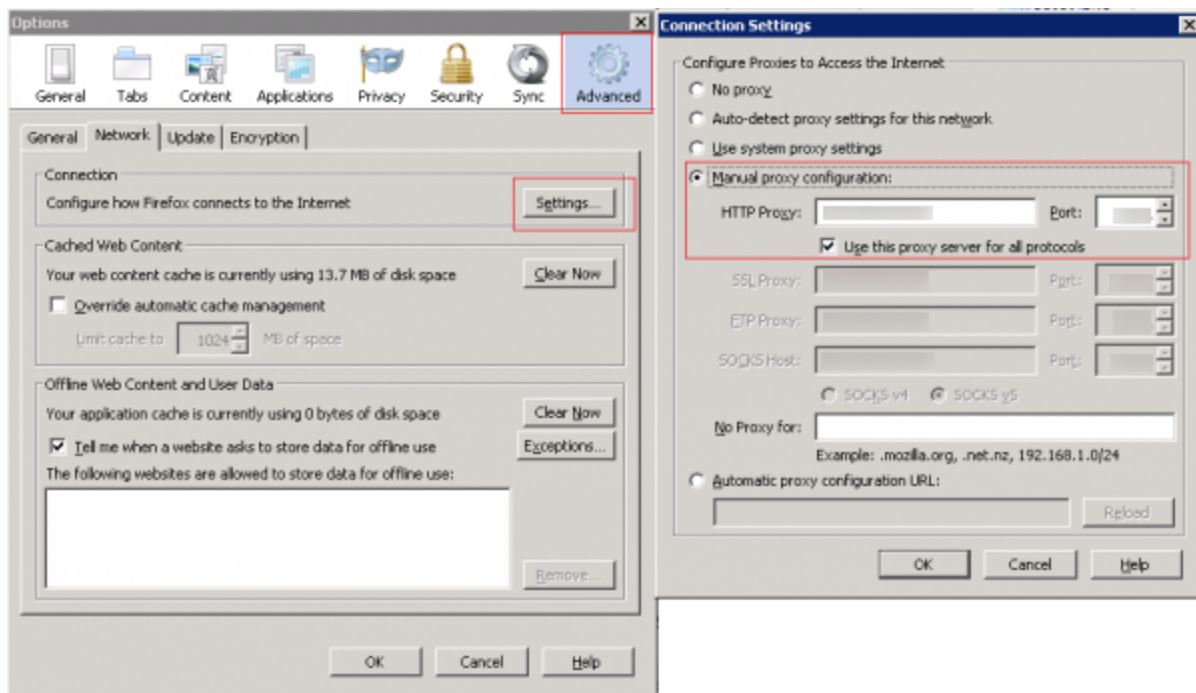 Options
General Tabs Content Applications Privacy Security Sync Advanced
General Network Update Encryption
Connection
Configure how Firefox connects to the Internet Settings...
Cached Web Content
Your web content cache is currently using 13.7 MB of disk space Clear Now
Override automatic cache management
Limit cache to 1024 MB of space
Offline Web Content and User Data
Your application cache is currently using 0 bytes of disk space Clear Now
Tell me when a website asks to store data for offline use Exceptions...
The following websites are allowed to store data for offline use:
Remove...
OK Cancel Help
Connection Settings
Configure Proxies to Access the Internet
No proxy
Auto-detect proxy settings for this network
Use system proxy settings
Manual proxy configuration:
HTTP Proxy: Port:
Use this proxy server for all protocols
SSL Proxy: Port:
FTP Proxy: Port:
SOCKS Host: Port:
SOCKS v4 SOCKS v5
No Proxy for:
Example: .mozilla.org, .net.nz, 192.168.1.0/24
Automatic proxy configuration URL:
Reload
OK Cancel Help